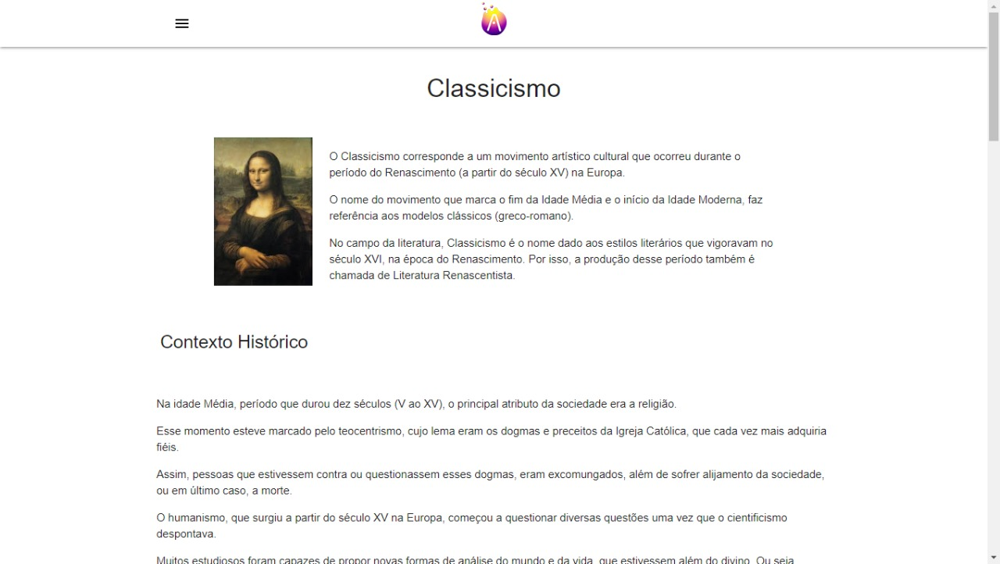 Classicismo
O Classicismo corresponde a um movimento artístico cultural que ocorreu durante o
período do Renascimento (a partir do século XV) na Europa.
O nome do movimento que marca o fim da Idade Média e o início da Idade Moderna, faz
referência aos modelos clássicos (greco-romano).
No campo da literatura, Classicismo é o nome dado aos estilos literários que vigoravam no
século XVI, na época do Renascimento. Por isso, a produção desse período também é
chamada de Literatura Renascentista.
Contexto Histórico
Na idade Média, período que durou dez séculos (V ao XV), o principal atributo da sociedade era a religião.
Esse momento esteve marcado pelo teocentrismo, cujo lema eram os dogmas e preceitos da Igreja Católica, que cada vez mais adquiria
fiéis.
Assim, pessoas que estivessem contra ou questionassem esses dogmas, eram excomungados, além de sofrer alijamento da sociedade,
ou em último caso, a morte.
O humanismo, que surgiu a partir do século XV na Europa, começou a questionar diversas questões uma vez que o cientificismo
despontava.
Muitos estudiosos foram capazes de propor novas formas de análise do mundo e da vida, que estivessem além do divino. Ou seja